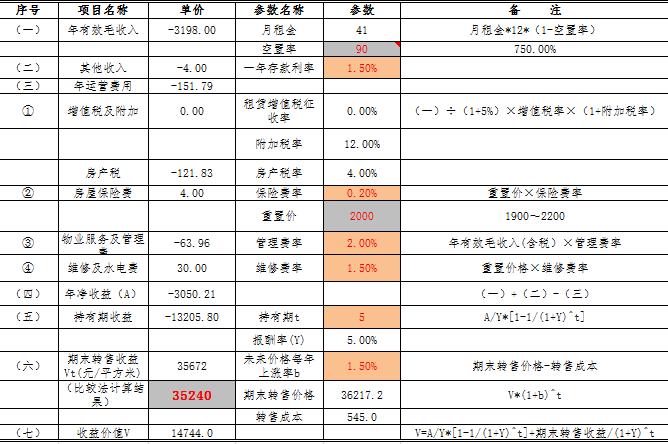 序号 项目名称 单价 参数名称 参数 备 注
（一） 年有效毛收入 -3198.00 月租金 41 月租金*12*（1-空置率）
空置率 90 750.00%
（二） 其他收入 -4.00 一年存款利率 1.50%
（三） 年运营费用 -151.79
① 增值税及附加 0.00 租赁增值税征收率 0.00% （一）÷（1+5%）×增值税率×（1+附加税率）
附加税率 12.00%
房产税 -121.83 房产税率 4.00%
② 房屋保险费 4.00 保险费率 0.20% 重置价×保险费率
重置价 2000 1900～2200
③ 物业服务及管理费 -63.96 管理费率 2.00% 年有效毛收入(含税）×管理费率
④ 维修及水电费 30.00 维修费率 1.50% 重置价格×维修费率
（四） 年净收益（A） -3050.21 （一）+（二）-（三）
（五） 持有期收益 -13205.80 持有期t 5 A/Y*[1-1/(1+Y)^t]
报酬率(Y) 5.00%
（六） 期末转售收益Vt(元/平方米) 35672 未来价格每年上涨率b 1.50% 期末转售价格-转售成本
（比较法计算结果） 35240 期末转售价格 36217.2 V*(1+b)^t
转售成本 545.0
（七） 收益价值V 14744.0 V=A/Y*[1-1/(1+Y)^t]+期末转售收益/(1+Y)^t